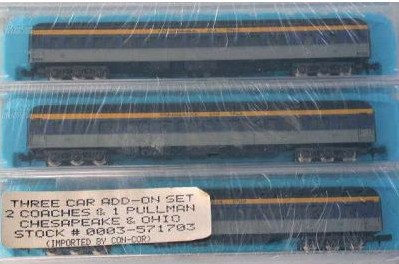 THREE CAR ADD-ON SET
2 COACHES & 1 PULLMAN
CHESAPEAKE & OHIO
STOCK # 0003-571703
(IMPORTED BY CON-COR)